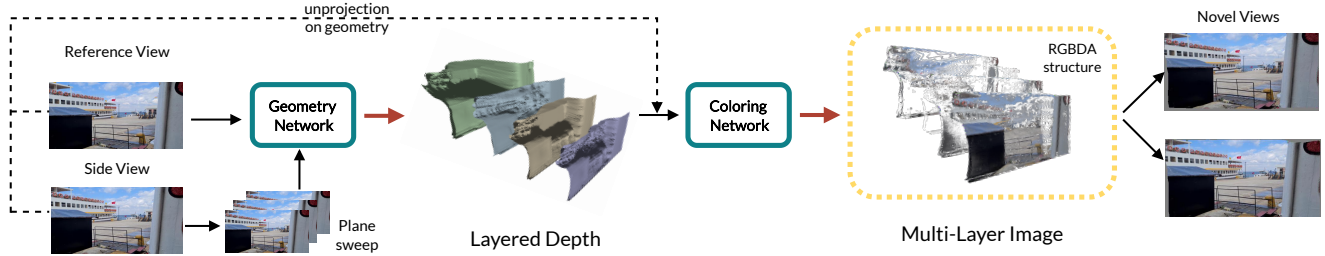 unprojection
on geometry
Reference View
Geometry
Network
Side View
Plane
sweep
Layered Depth
Coloring
Network
RGBDA
structure
Multi-Layer Image
Novel Views